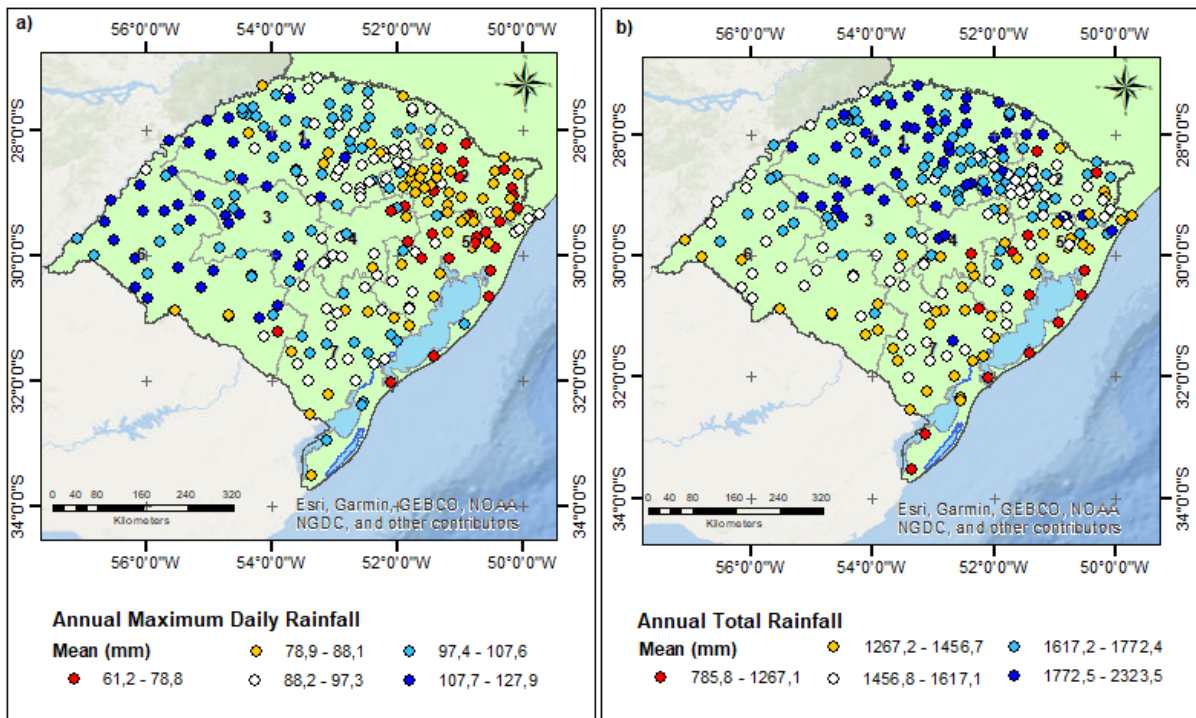 a)
56°0'0"W 54°0'0"W 52°0'0"W 50°0'0"W
28°0'0"S 30°0'0"S 32°0'0"S 34°0'0"S
1
2
3
4
5
6
7
28°0'0"S 30°0'0"S 32°0'0"S 34°0'0"S
0 40 80 160 240 320
Kilometers
Esri, Garmin, GEBCO, NOAA
NGDC, and other contributors
56°0'0"W 54°0'0"W 52°0'0"W 50°0'0"W
Annual Maximum Daily Rainfall
Mean (mm)
61,2 - 78,8
78,9 - 88,1
88,2 - 97,3
97,4 - 107,6
107,7 - 127,9
b)
56°0'0"W 54°0'0"W 52°0'0"W 50°0'0"W
28°0'0"S 30°0'0"S 32°0'0"S 34°0'0"S
1
2
3
4
5
6
7
28°0'0"S 30°0'0"S 32°0'0"S 34°0'0"S
0 40 80 160 240 320
Kilometers
Esri, Garmin, GEBCO, NOAA
NGDC, and other contributors
56°0'0"W 54°0'0"W 52°0'0"W 50°0'0"W
Annual Total Rainfall
Mean (mm)
785,8 - 1267,1
1267,2 - 1456,7
1456,8 - 1617,1
1617,2 - 1772,4
1772,5 - 2323,5